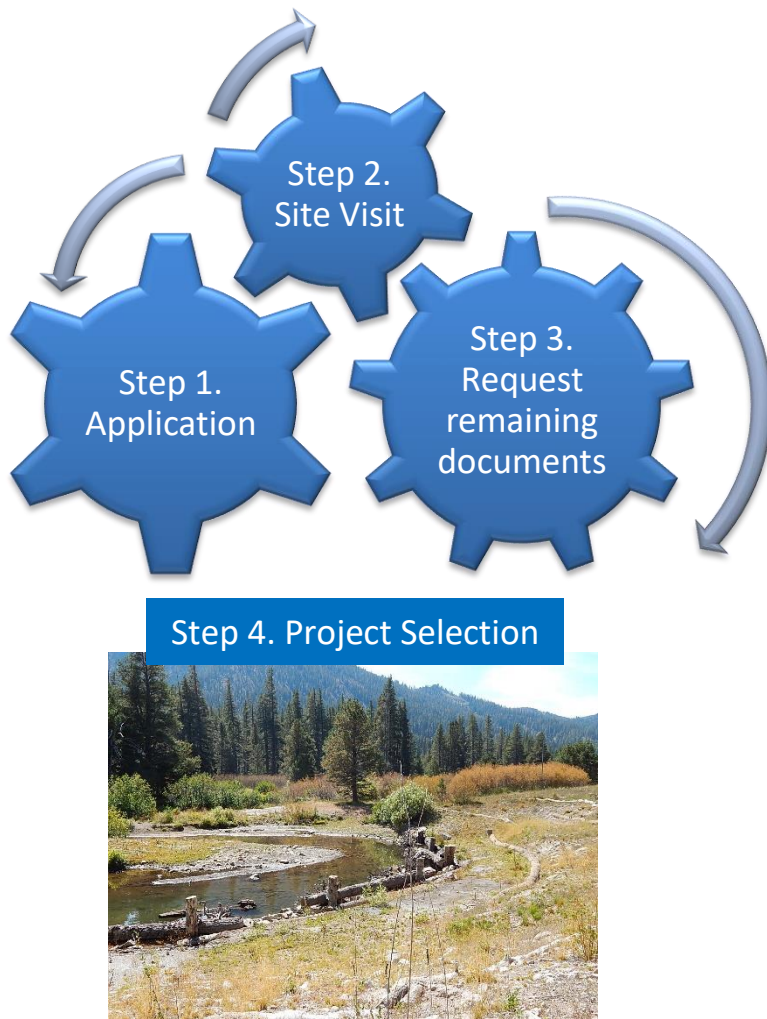 Step 1.
Application
Step 2.
Site Visit
Step 3.
Request
remaining
documents
Step 4. Project Selection